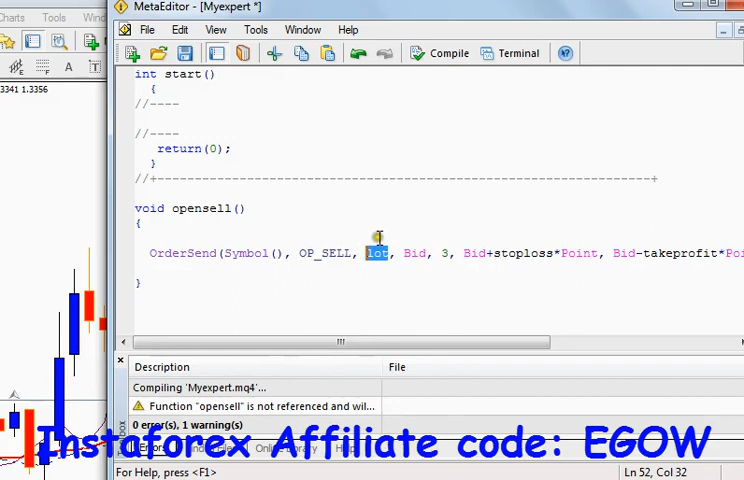 MetaEditor - [Myexpert *]
Charts Tools
File Edit View Tools Window Help
Compile Terminal
A T
3341 1.3356
int start()
{
//----
//----
return(0);
}
//+------------------------------------------------------------------+
void opensell()
{
OrderSend(Symbol(), OP_SELL, lot, Bid, 3, Bid+stoploss*Point, Bid-takeprofit*Poi
}
Description File
Compiling 'Myexpert.mq4'...
Function "opensell" is not referenced and wil...
0 error(s), 1 warning(s)
Instaforex Affiliate code: EGOW
For Help, press <F1> Ln 52, Col 32